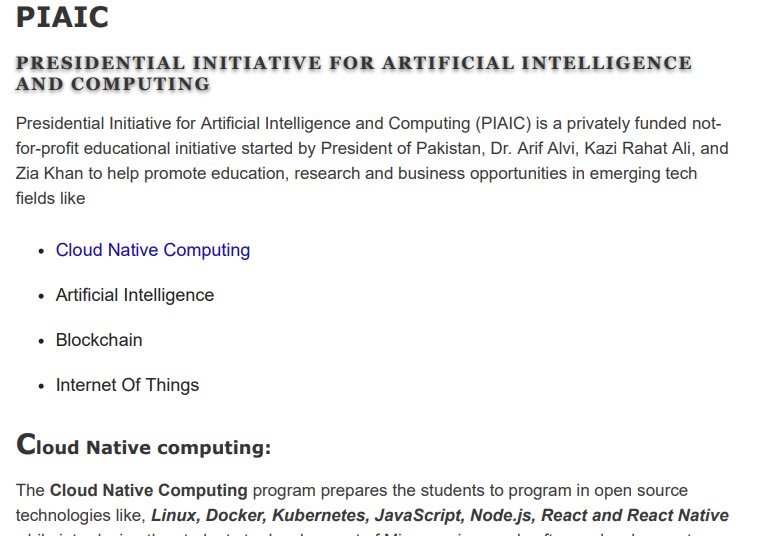 PIAIC
PRESIDENTIAL INITIATIVE FOR ARTIFICIAL INTELLIGENCE
AND COMPUTING
Presidential Initiative for Artificial Intelligence and Computing (PIAIC) is a privately funded not-
for-profit educational initiative started by President of Pakistan, Dr. Arif Alvi, Kazi Rahat Ali, and
Zia Khan to help promote education, research and business opportunities in emerging tech
fields like
• Cloud Native Computing
• Artificial Intelligence
• Blockchain
• Internet Of Things
Cloud Native computing:
The Cloud Native Computing program prepares the students to program in open source
technologies like, Linux, Docker, Kubernetes, JavaScript, Node.js, React and React Native